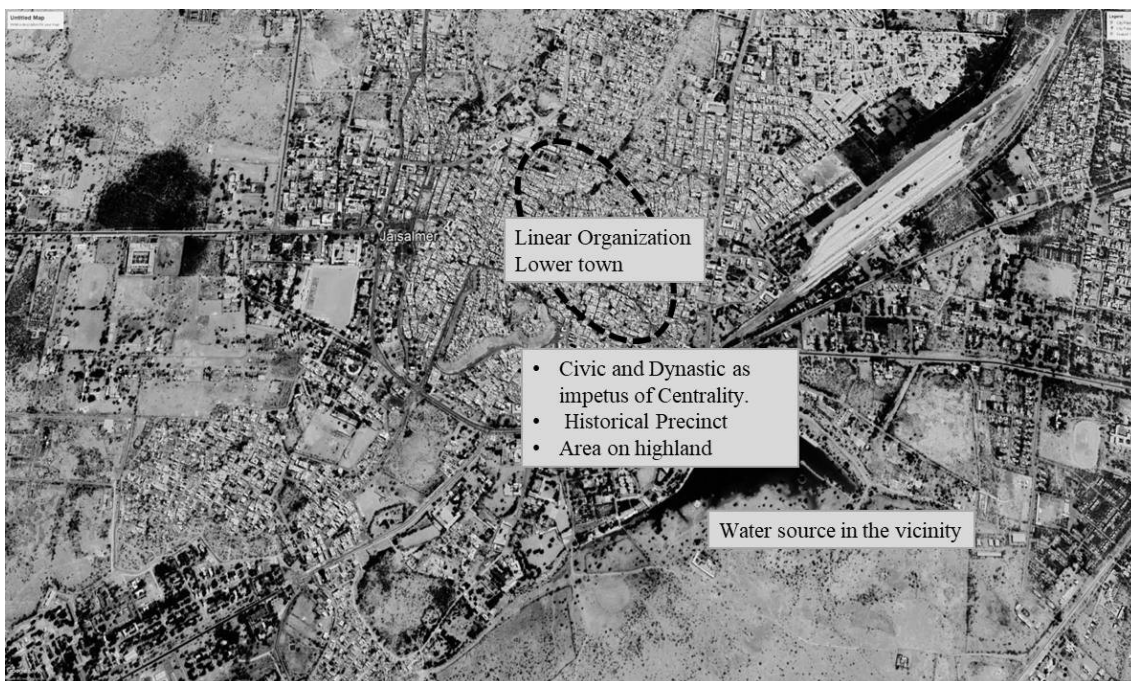 Untitled Map
Legend
Jaisalmer
Linear Organization
Lower town
• Civic and Dynastic as
impetus of Centrality.
• Historical Precinct
• Area on highland
Water source in the vicinity